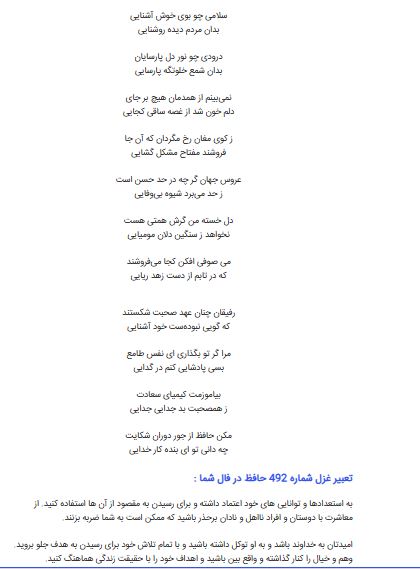 سلامی چو بوی خوش آشنایی
بدان مردم دیده روشنایی
درودی چو نور دل پارسایان
بدان شمع خلوتگه پارسایی
نمی‌بینم از همدمان هیچ بر جای
دلم خون شد از غصه ساقی کجایی
ز کوی مغان رخ مگردان که آن جا
فروشند مفتاح مشکل گشایی
عروس جهان گر چه در حد حسن است
ز حد می‌برد شیوه بی‌وفایی
دل خسته من گرش همتی هست
نخواهد ز سنگین دلان مومیایی
می صوفی افکن کجا می‌فروشند
که در تابم از دست زهد ریایی
رفیقان چنان عهد صحبت شکستند
که گویی نبوده‌ست خود آشنایی
مرا گر تو بگذاری ای نفس طامع
بسی پادشایی کنم در گدایی
بیاموزمت کیمیای سعادت
ز همصحبت بد جدایی جدایی
مکن حافظ از جور دوران شکایت
چه دانی تو ای بنده کار خدایی
تعبیر غزل شماره 492 حافظ در فال شما :
به استعدادها و توانایی های خود اعتماد داشته و برای رسیدن به مقصود از آن ها استفاده کنید. از
معاشرت با دوستان و افراد نااهل و نادان برحذر باشید که ممکن است به شما ضربه بزنند.
امیدتان به خداوند باشد و به او توکل داشته باشید و با تمام تلاش خود برای رسیدن به هدف جلو بروید.
وهم و خیال را کنار گذاشته و واقع بین باشید و اهداف خود را با حقیقت زندگی هماهنگ کنید.